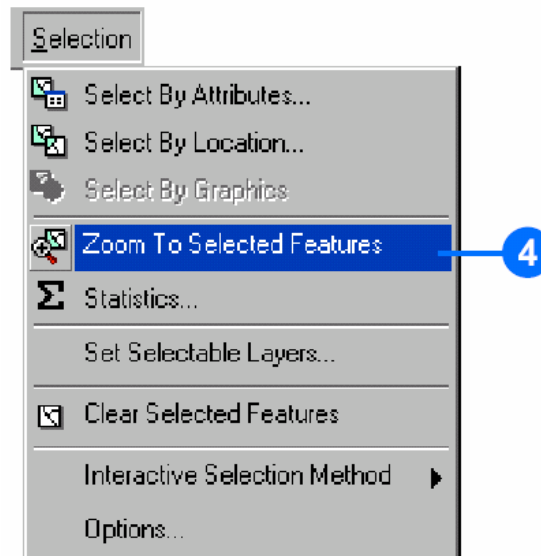 Selection
Select By Attributes...
Select By Location...
Select By Graphics
Zoom To Selected Features
4
Σ Statistics...
Set Selectable Layers...
Clear Selected Features
Interactive Selection Method
Options...